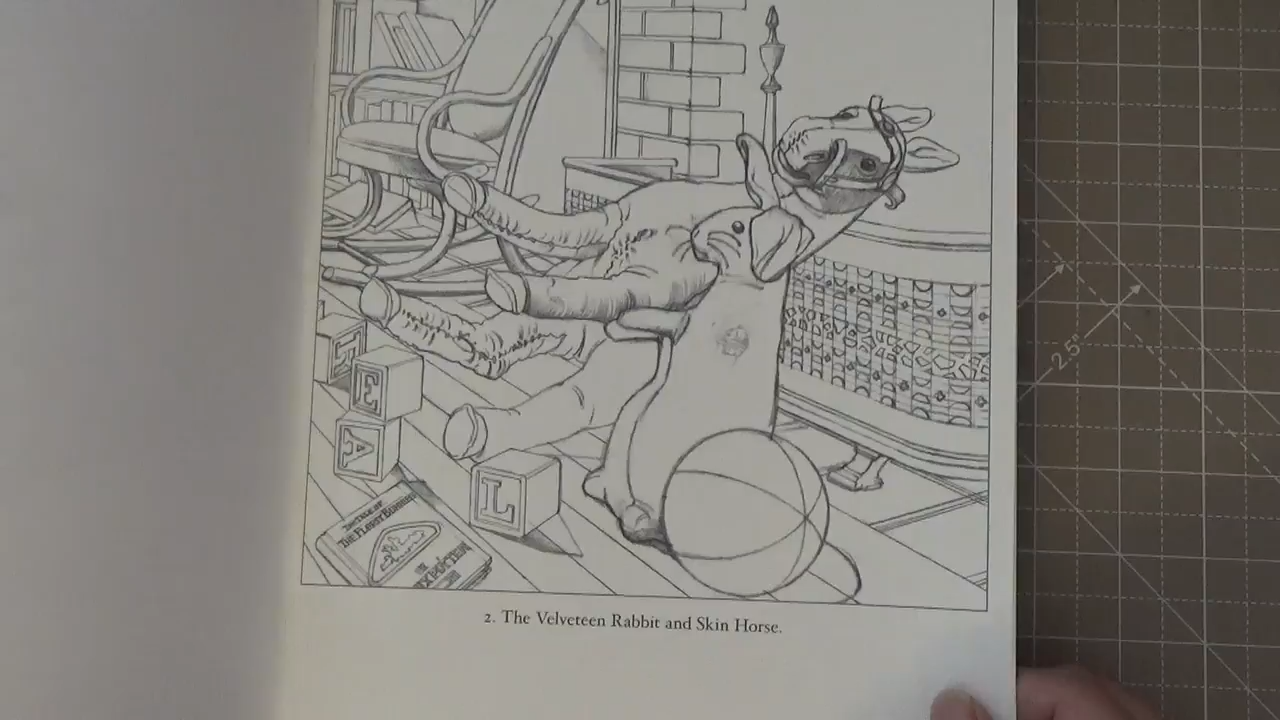 R
E
A
L
THE TALE OF
THE FLOPSY BUNNIES
2. The Velveteen Rabbit and Skin Horse.
2.5"